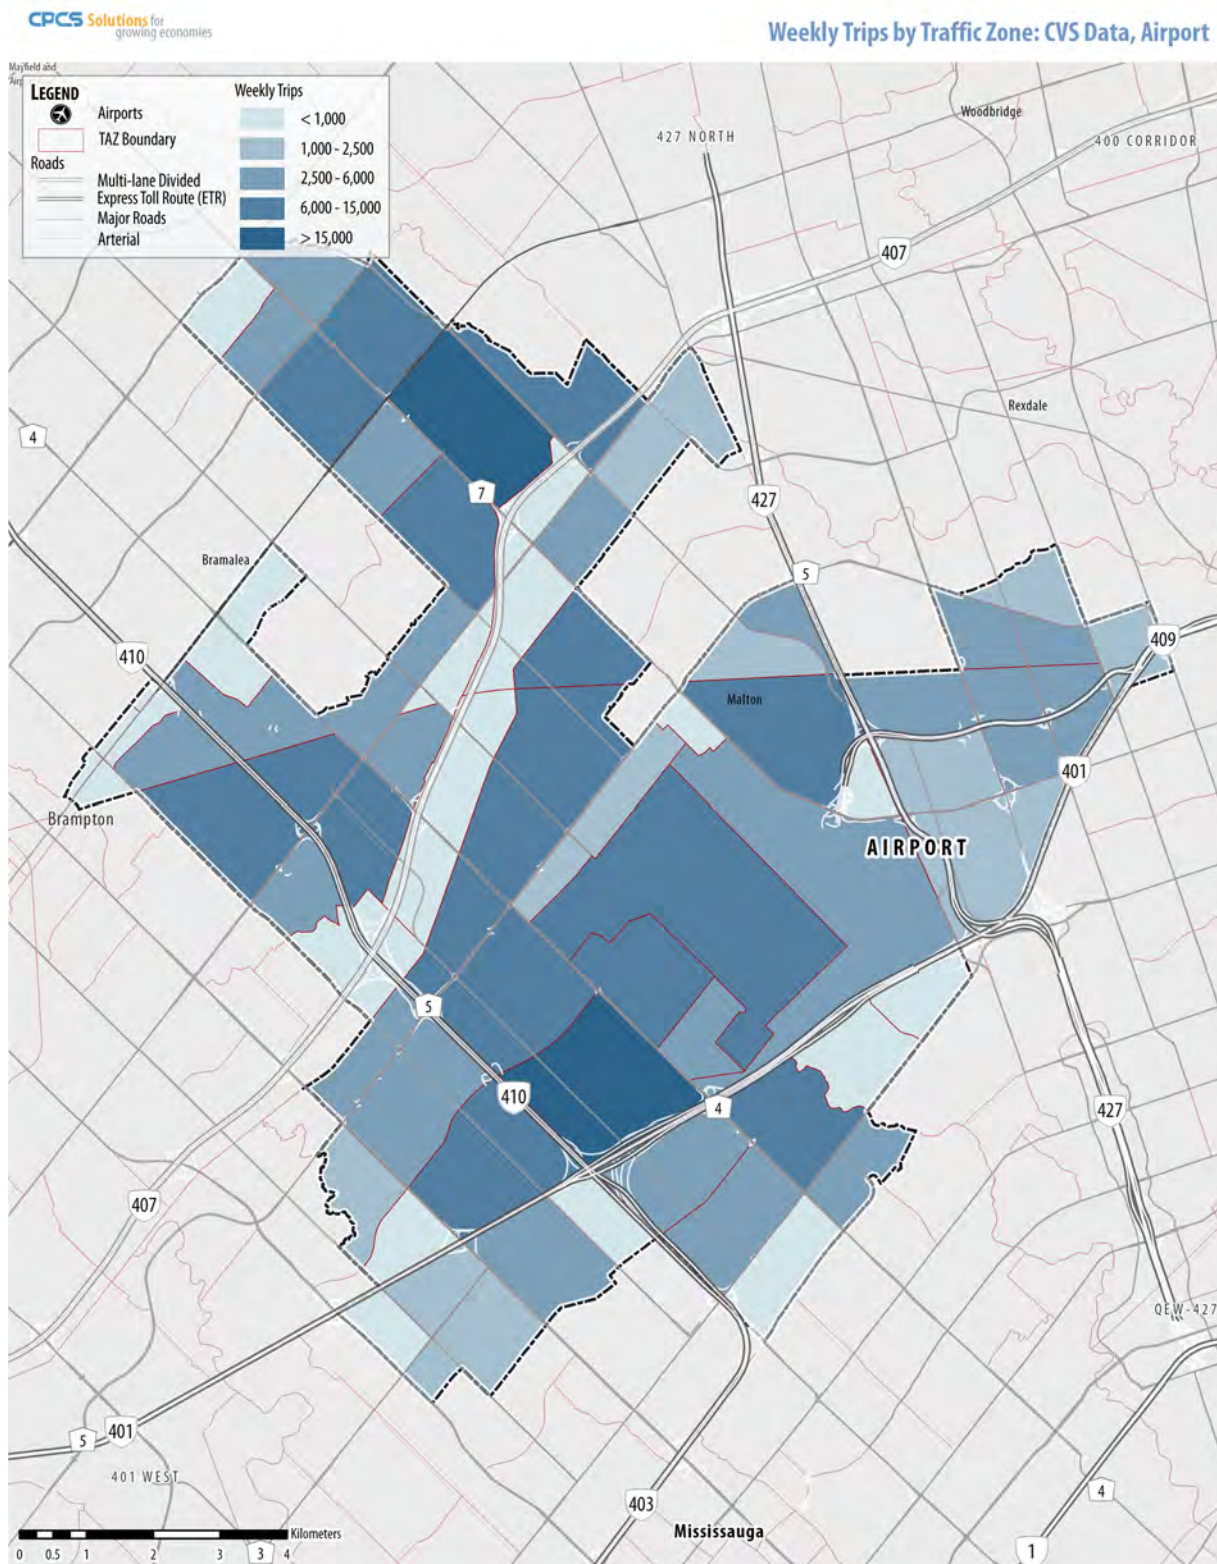 CPCS Solutions for
growing economies
Weekly Trips by Traffic Zone: CVS Data, Airport
Mayfield and
LEGEND
Airports
TAZ Boundary
Roads
Multi-lane Divided
Express Toll Route (ETR)
Major Roads
Arterial
Weekly Trips
< 1,000
1,000 - 2,500
2,500 - 6,000
6,000 - 15,000
> 15,000
Woodbridge
427 NORTH
400 CORRIDOR
407
Rexdale
4
7
427
Bramalea
5
410
409
Malton
401
Brampton
AIRPORT
5
410
4
427
407
QEW-427
5
401
401 WEST
403
4
Mississauga
1
Kilometers
0 0.5 1 2 3 4
3